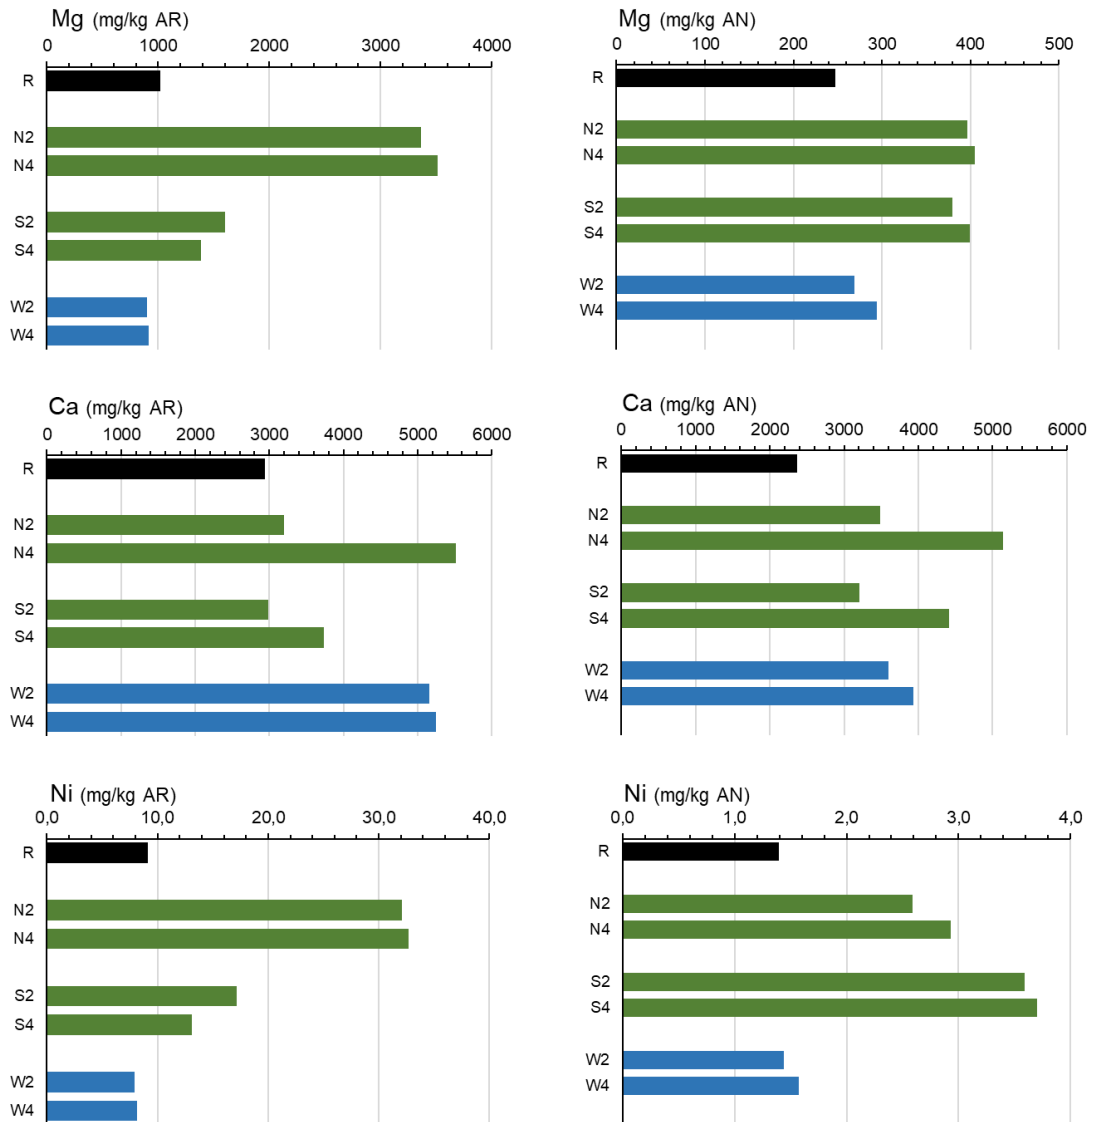 Mg (mg/kg AR)
0 1000 2000 3000 4000
R
N2
N4
S2
S4
W2
W4
Mg (mg/kg AN)
0 100 200 300 400 500
R
N2
N4
S2
S4
W2
W4
Ca (mg/kg AR)
0 1000 2000 3000 4000 5000 6000
R
N2
N4
S2
S4
W2
W4
Ca (mg/kg AN)
0 1000 2000 3000 4000 5000 6000
R
N2
N4
S2
S4
W2
W4
Ni (mg/kg AR)
0,0 10,0 20,0 30,0 40,0
R
N2
N4
S2
S4
W2
W4
Ni (mg/kg AN)
0,0 1,0 2,0 3,0 4,0
R
N2
N4
S2
S4
W2
W4